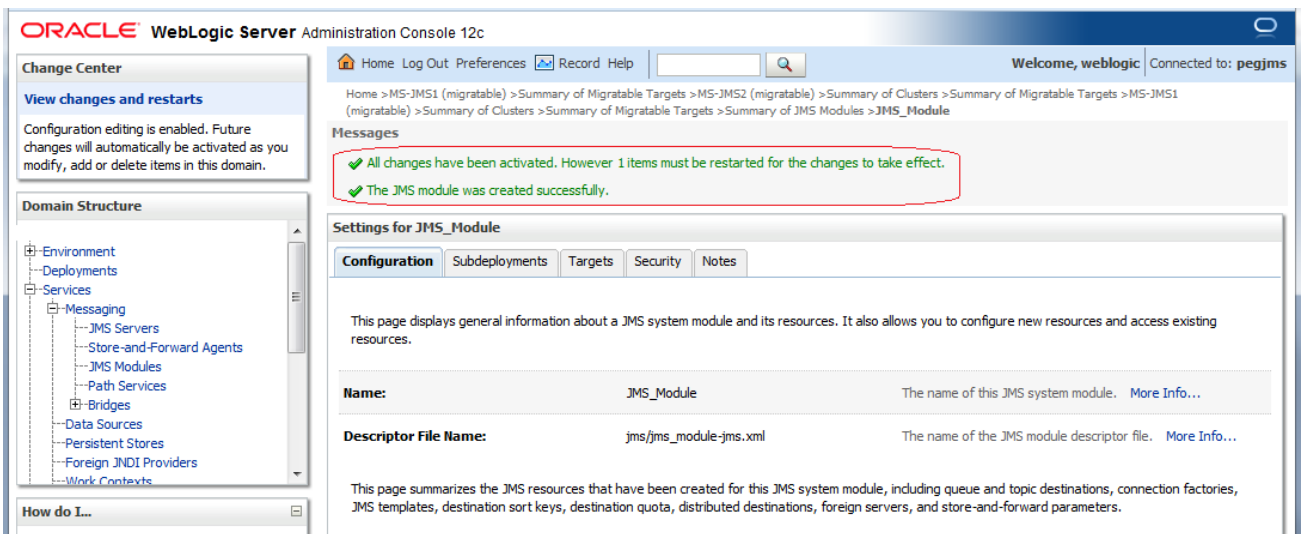 ORACLE WebLogic Server Administration Console 12c
Change Center
View changes and restarts
Configuration editing is enabled. Future
changes will automatically be activated as you
modify, add or delete items in this domain.
Domain Structure
Environment
Deployments
Services
Messaging
JMS Servers
Store-and-Forward Agents
JMS Modules
Path Services
Bridges
Data Sources
Persistent Stores
Foreign JNDI Providers
Work Contexts
How do I...
Home Log Out Preferences Record Help
Welcome, weblogic Connected to: pegjms
Home >MS-JMS1 (migratable) >Summary of Migratable Targets >MS-JMS2 (migratable) >Summary of Clusters >Summary of Migratable Targets >MS-JMS1
(migratable) >Summary of Clusters >Summary of Migratable Targets >Summary of JMS Modules >JMS_Module
Messages
All changes have been activated. However 1 items must be restarted for the changes to take effect.
The JMS module was created successfully.
Settings for JMS_Module
Configuration Subdeployments Targets Security Notes
This page displays general information about a JMS system module and its resources. It also allows you to configure new resources and access existing
resources.
Name: JMS_Module The name of this JMS system module. More Info...
Descriptor File Name: jms/jms_module-jms.xml The name of the JMS module descriptor file. More Info...
This page summarizes the JMS resources that have been created for this JMS system module, including queue and topic destinations, connection factories,
JMS templates, destination sort keys, destination quota, distributed destinations, foreign servers, and store-and-forward parameters.